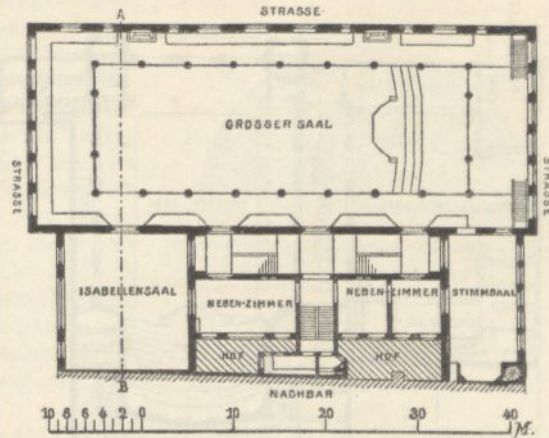 STRASSE
A
GROSSER SAAL
STRASSE
STRASSE
ISABELLENSAAL
NEBEN-ZIMMER
NEBEN-ZIMMER
STIMMSAAL
HOF
HOF
B
NACHBAR
10 8 6 4 2 0 10 20 30 40 M.